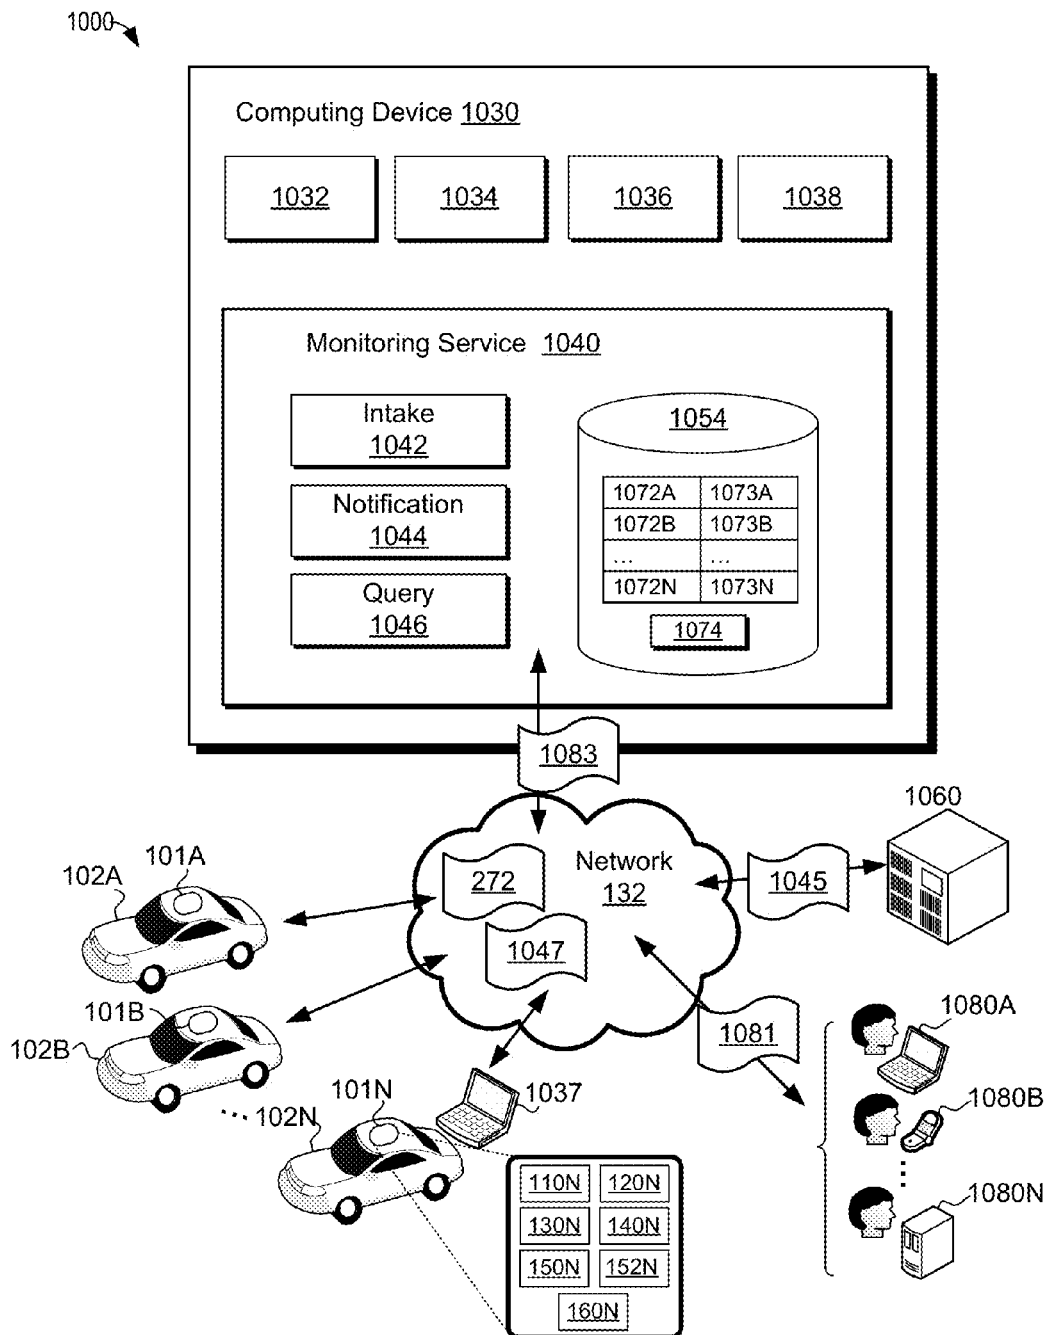 1000
Computing Device 1030
1032 1034 1036 1038
Monitoring Service 1040
Intake
1042
Notification
1044
Query
1046
1054
1072A 1073A
1072B 1073B
... ...
1072N 1073N
1074
1083
1060
Network
132
272
1045
1047
101A
102A
101B
102B
1081
1080A
...
102N
101N
1037
1080B
1080N
110N 120N
130N 140N
150N 152N
160N